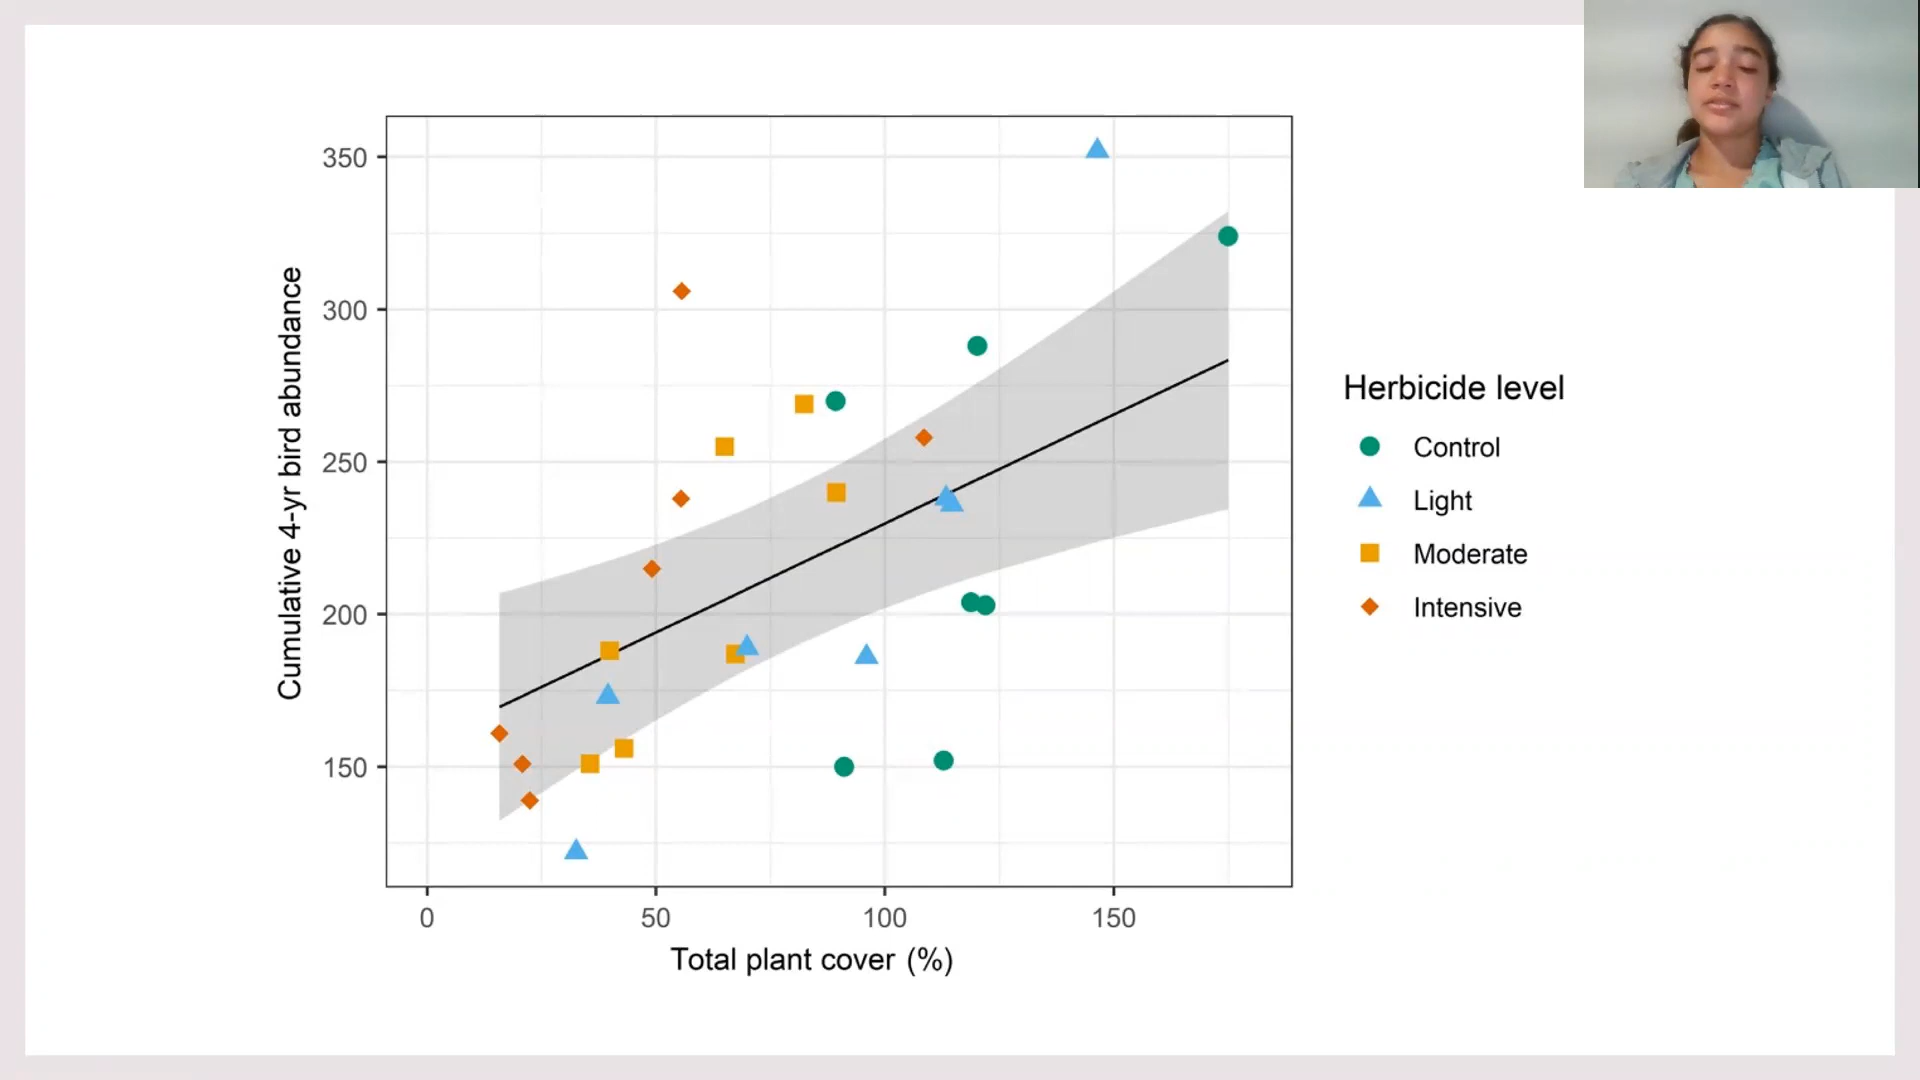 350
300
250
200
150
Cumulative 4-yr bird abundance
0 50 100 150
Total plant cover (%)
Herbicide level
Control
Light
Moderate
Intensive